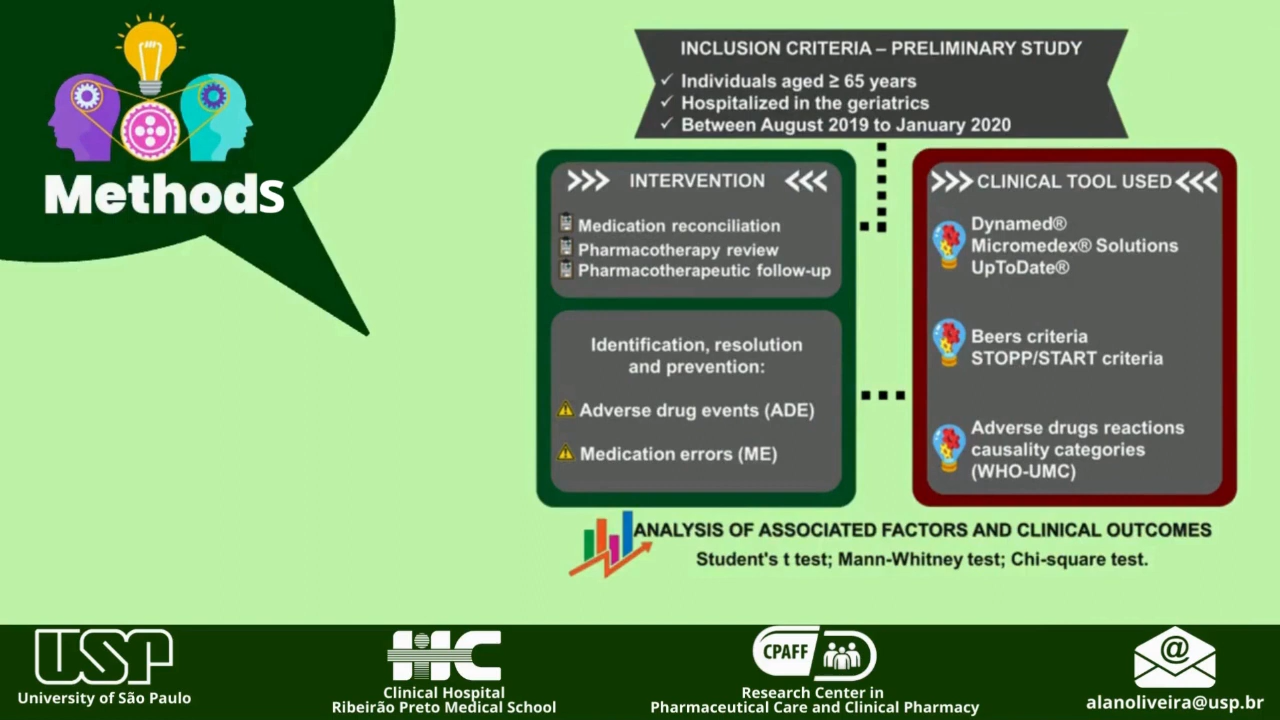 Methods
INCLUSION CRITERIA – PRELIMINARY STUDY
✓ Individuals aged ≥ 65 years
✓ Hospitalized in the geriatrics
✓ Between August 2019 to January 2020
INTERVENTION
Medication reconciliation
Pharmacotherapy review
Pharmacotherapeutic follow-up
Identification, resolution
and prevention:
Adverse drug events (ADE)
Medication errors (ME)
CLINICAL TOOL USED
Dynamed®
Micromedex® Solutions
UpToDate®
Beers criteria
STOPP/START criteria
Adverse drugs reactions
causality categories
(WHO-UMC)
ANALYSIS OF ASSOCIATED FACTORS AND CLINICAL OUTCOMES
Student's t test; Mann-Whitney test; Chi-square test.
USP
University of São Paulo
HC
Clinical Hospital
Ribeirão Preto Medical School
CPAFF
Research Center in
Pharmaceutical Care and Clinical Pharmacy
@
alanoliveira@usp.br